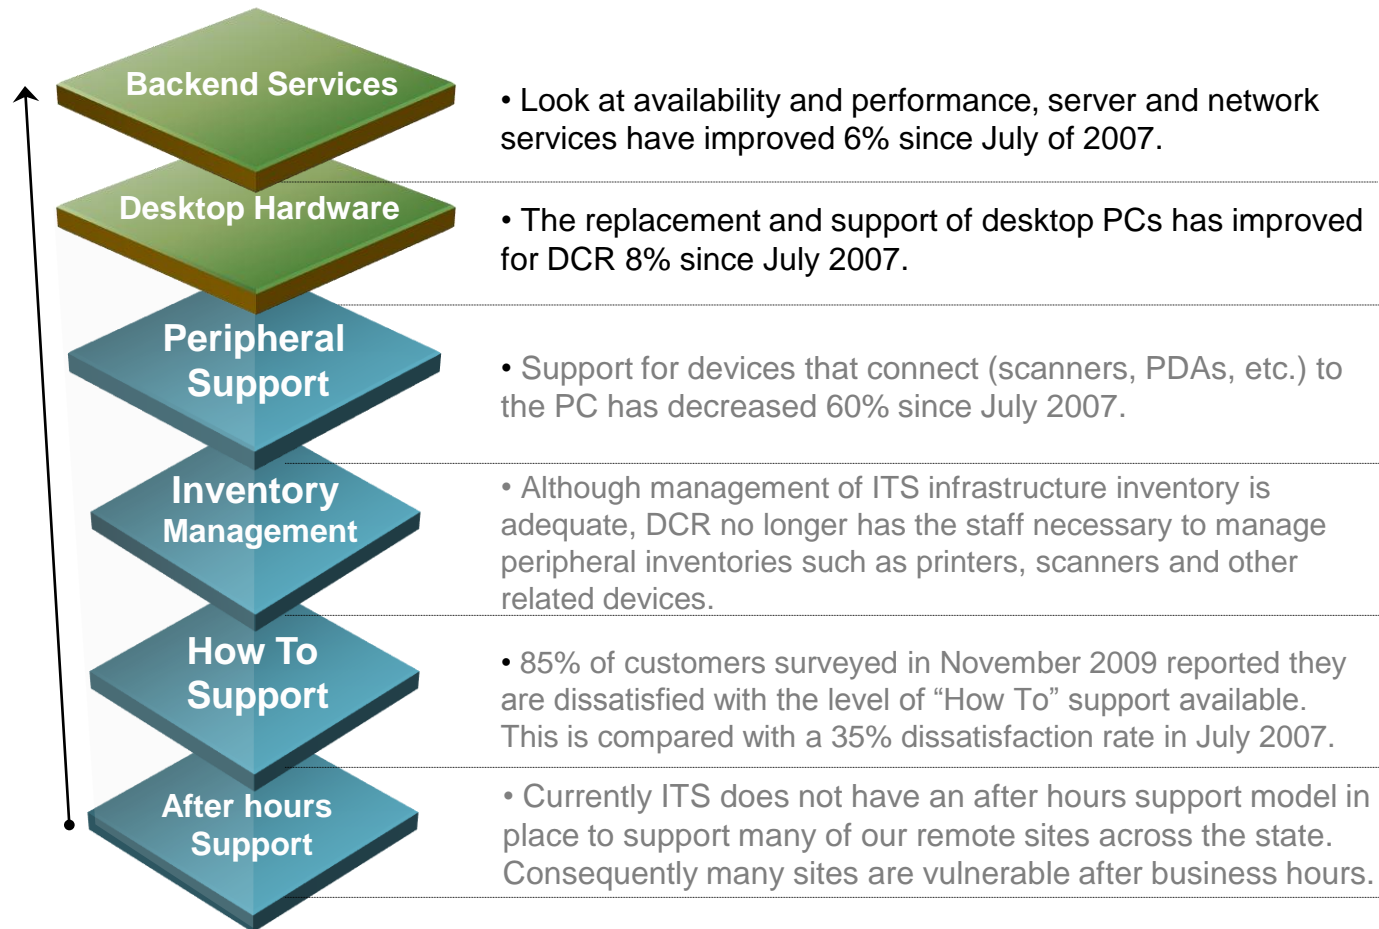 Backend Services
• Look at availability and performance, server and network
services have improved 6% since July of 2007.
Desktop Hardware
• The replacement and support of desktop PCs has improved
for DCR 8% since July 2007.
Peripheral
Support
• Support for devices that connect (scanners, PDAs, etc.) to
the PC has decreased 60% since July 2007.
Inventory
Management
• Although management of ITS infrastructure inventory is
adequate, DCR no longer has the staff necessary to manage
peripheral inventories such as printers, scanners and other
related devices.
How To
Support
• 85% of customers surveyed in November 2009 reported they
are dissatisfied with the level of “How To” support available.
This is compared with a 35% dissatisfaction rate in July 2007.
After hours
Support
• Currently ITS does not have an after hours support model in
place to support many of our remote sites across the state.
Consequently many sites are vulnerable after business hours.